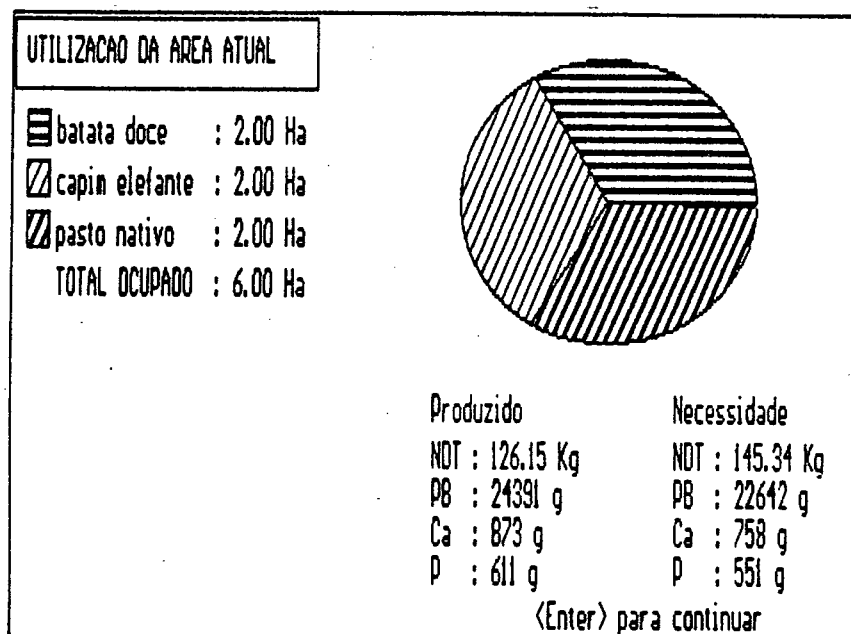 UTILIZACAO DA AREA ATUAL
batata doce : 2.00 Ha
capim elefante : 2.00 Ha
pasto nativo : 2.00 Ha
TOTAL OCUPADO : 6.00 Ha
Produzido
NDT : 126.15 Kg
PB : 24391 g
Ca : 873 g
P : 611 g
Necessidade
NDT : 145.34 Kg
PB : 22642 g
Ca : 758 g
P : 551 g
<Enter> para continuar